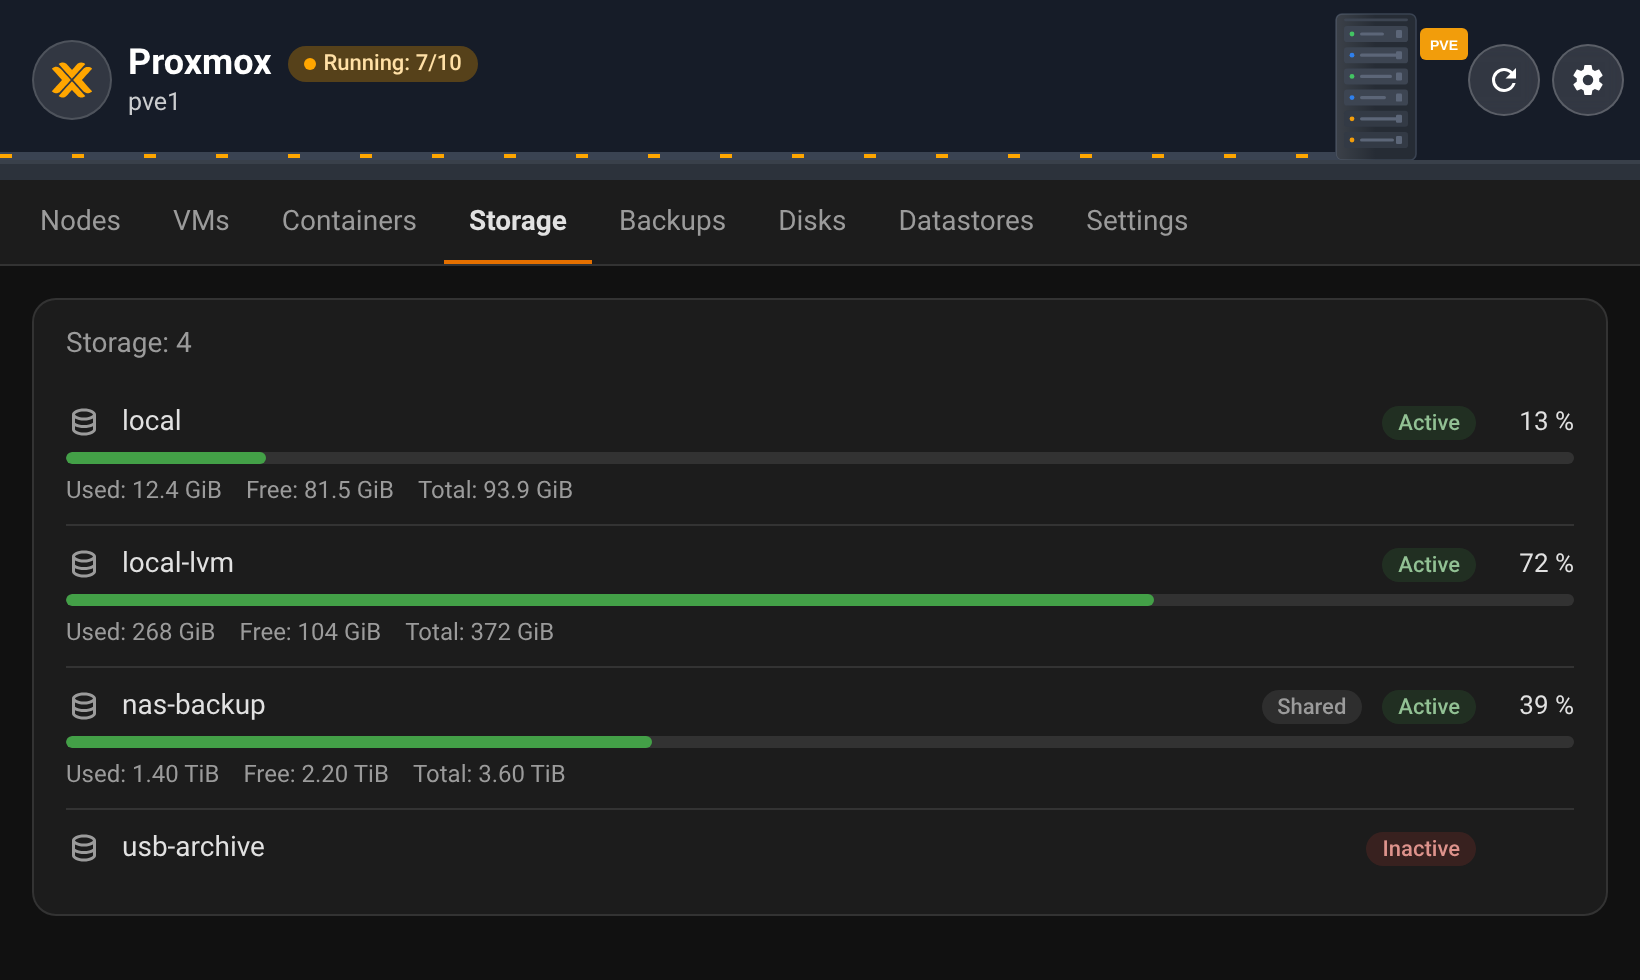 Proxmox
Running: 7/10
pve1
PVE
Nodes VMs Containers Storage Backups Disks Datastores Settings
Storage: 4
local Active 13 %
Used: 12.4 GiB Free: 81.5 GiB Total: 93.9 GiB
local-lvm Active 72 %
Used: 268 GiB Free: 104 GiB Total: 372 GiB
nas-backup Shared Active 39 %
Used: 1.40 TiB Free: 2.20 TiB Total: 3.60 TiB
usb-archive Inactive